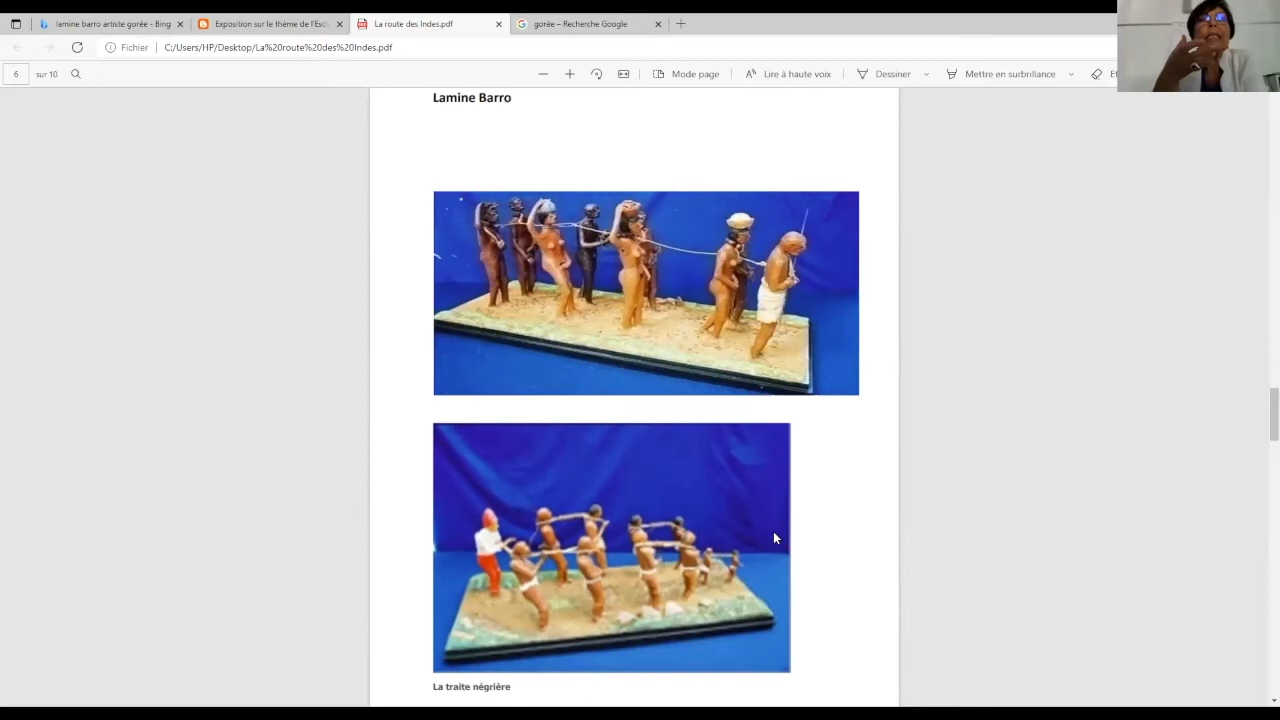 lamine barro artiste gorée - Bing
Exposition sur le thème de l'Escl
La route des Indes.pdf
gorée – Recherche Google
Fichier
C:/Users/HP/Desktop/La%20route%20des%20Indes.pdf
6 sur 10
Mode page
Lire à haute voix
Dessiner
Mettre en surbrillance
Lamine Barro
La traite négrière